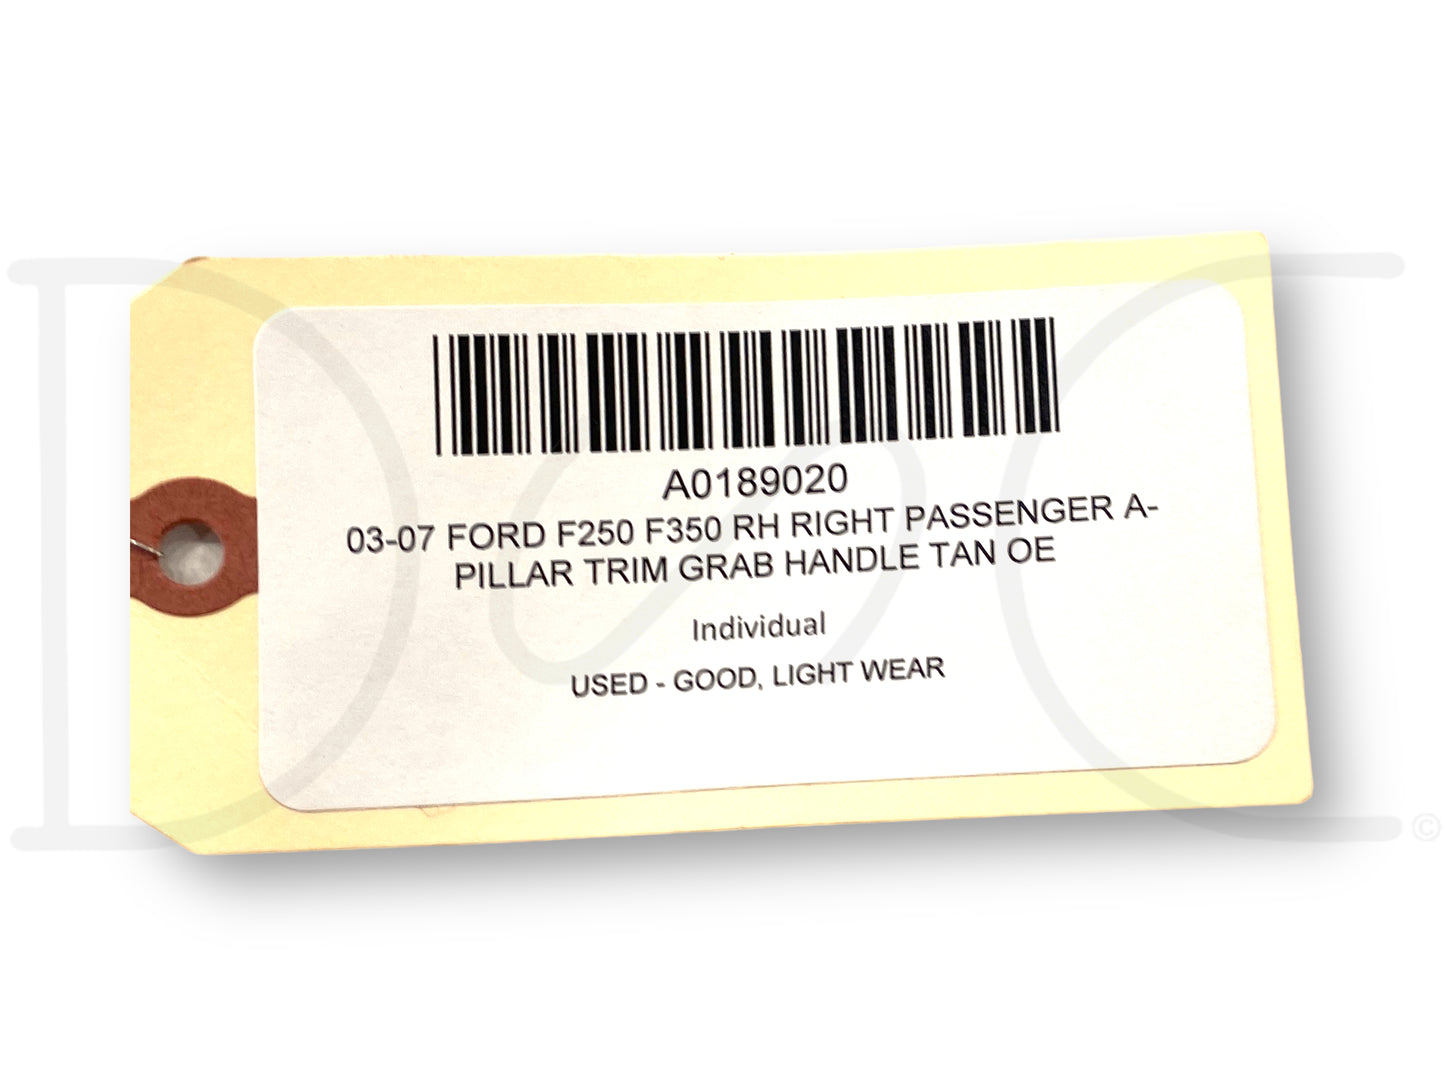 A0189020
03-07 FORD F250 F350 RH RIGHT PASSENGER A-
PILLAR TRIM GRAB HANDLE TAN OE
Individual
USED - GOOD, LIGHT WEAR
©